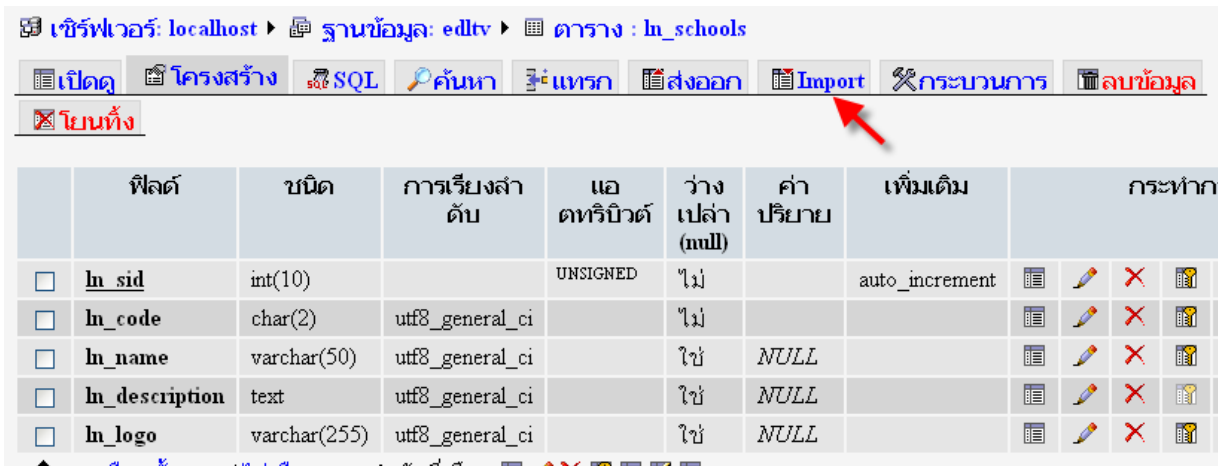 เซิร์ฟเวอร์: localhost ▸ ฐานข้อมูล: edltv ▸ ตาราง : ln_schools
เปิดดู โครงสร้าง SQL ค้นหา แทรก ส่งออก Import กระบวนการ ลบข้อมูล
โยนทิ้ง
ฟิลด์ ชนิด การเรียงลำดับ แอตทริบิวต์ ว่างเปล่า (null) ค่าปริยาย เพิ่มเติม กระทำก
ln_sid int(10) UNSIGNED ไม่ auto_increment
ln_code char(2) utf8_general_ci ไม่
ln_name varchar(50) utf8_general_ci ใช่ NULL
ln_description text utf8_general_ci ใช่ NULL
ln_logo varchar(255) utf8_general_ci ใช่ NULL